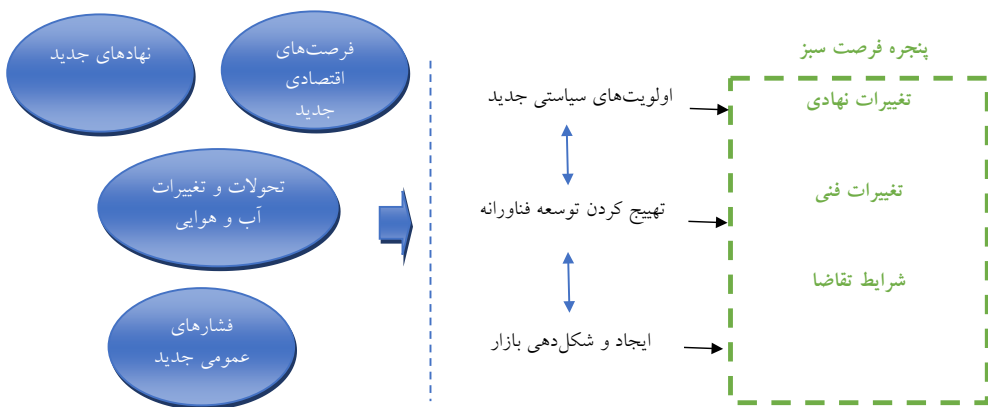 نهادهای جدید
فرصت‌های
اقتصادی
جدید
تحولات و تغییرات
آب و هوایی
فشارهای
عمومی جدید
اولویت‌های سیاستی جدید
تهییج کردن توسعه فناورانه
ایجاد و شکل‌دهی بازار
پنجره فرصت سبز
تغییرات نهادی
تغییرات فنی
شرایط تقاضا